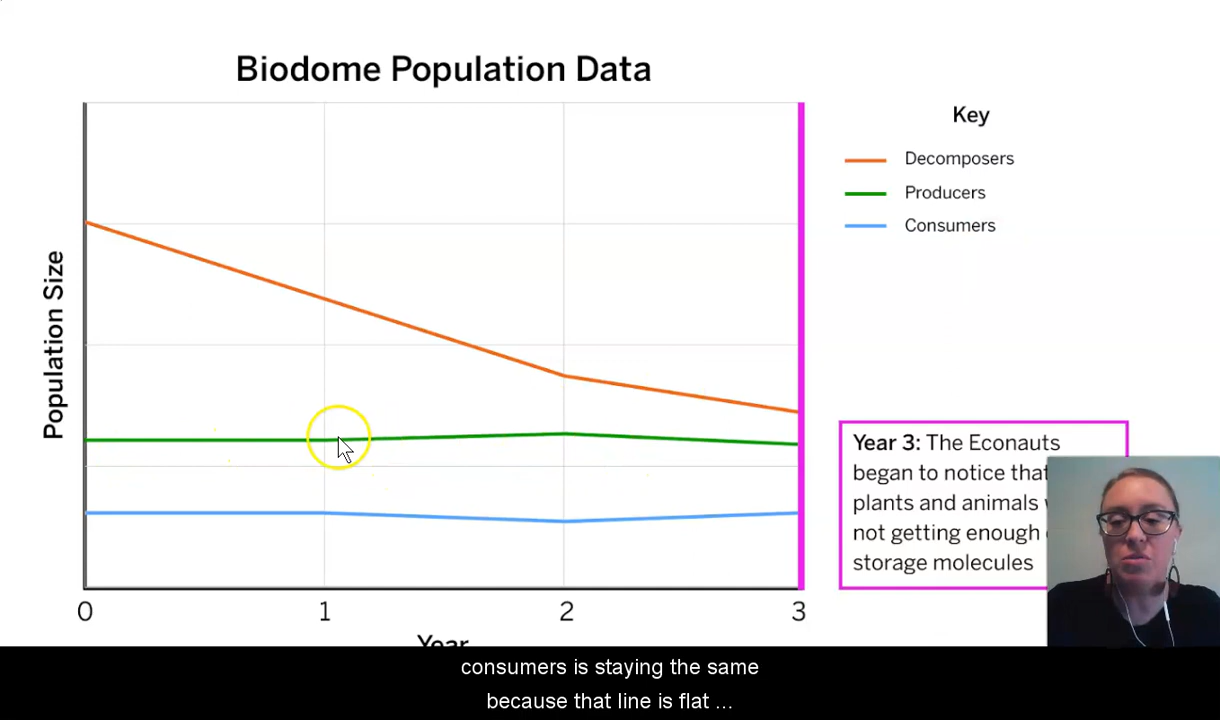 Biodome Population Data
Key
Decomposers
Producers
Consumers
Population Size
Year 3: The Econauts
began to notice that
plants and animals
not getting enough
storage molecules
0 1 2 3
Year
consumers is staying the same
because that line is flat ...